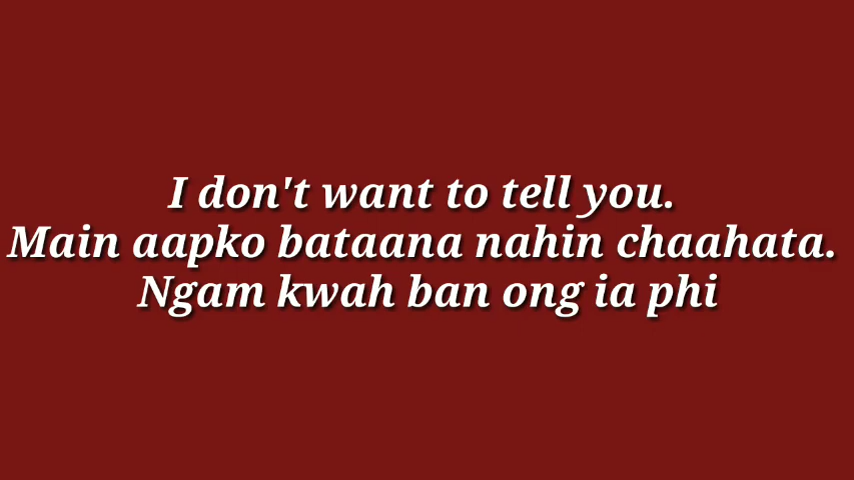 I don't want to tell you.
Main aapko bataana nahin chaahata.
Ngam kwah ban ong ia phi